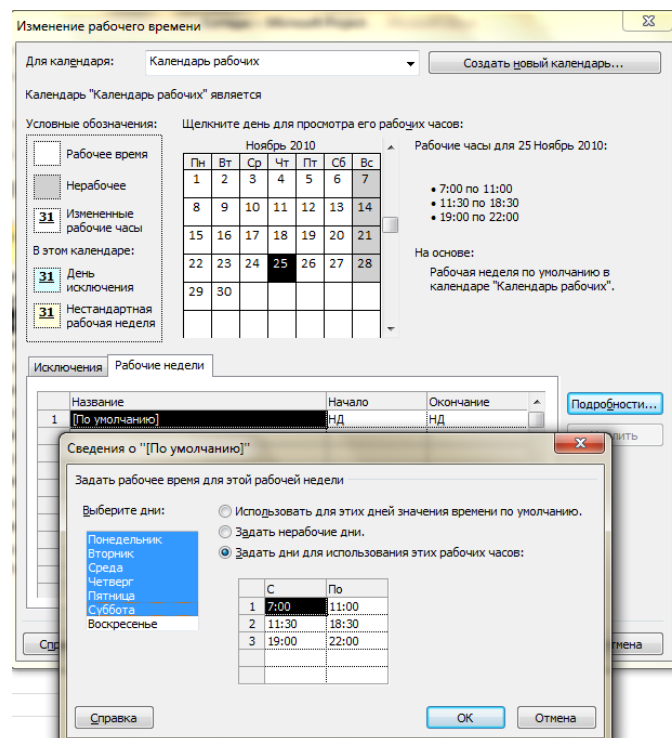 Изменение рабочего времени
Для календаря: Календарь рабочих Создать новый календарь...
Календарь "Календарь рабочих" является
Условные обозначения:
Рабочее время
Нерабочее
31 Измененные
рабочие часы
В этом календаре:
31 День
исключения
31 Нестандартная
рабочая неделя
Щелкните день для просмотра его рабочих часов:
Ноябрь 2010
Пн Вт Ср Чт Пт Сб Вс
1 2 3 4 5 6 7
8 9 10 11 12 13 14
15 16 17 18 19 20 21
22 23 24 25 26 27 28
29 30
Рабочие часы для 25 Ноябрь 2010:
• 7:00 по 11:00
• 11:30 по 18:30
• 19:00 по 22:00
На основе:
Рабочая неделя по умолчанию в
календаре "Календарь рабочих".
Исключения Рабочие недели
Название Начало Окончание
1 [По умолчанию] НД НД
Подробности...
Сведения о "[По умолчанию]"
Задать рабочее время для этой рабочей недели
Выберите дни:
Понедельник
Вторник
Среда
Четверг
Пятница
Суббота
Воскресенье
Использовать для этих дней значения времени по умолчанию.
Задать нерабочие дни.
Задать дни для использования этих рабочих часов:
С По
1 7:00 11:00
2 11:30 18:30
3 19:00 22:00
Справка ОК Отмена